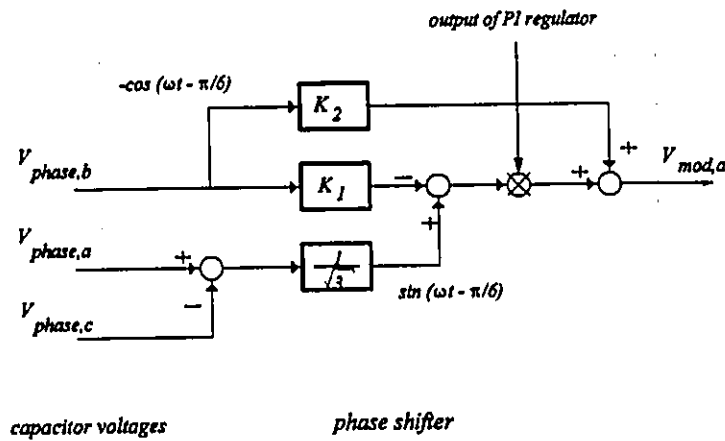 output of PI regulator
-cos (ωt - π/6)
K2
+
Vphase,b
K1
−
+
Vmod,a
+
Vphase,a
+
1/√3
sin (ωt - π/6)
−
Vphase,c
capacitor voltages
phase shifter